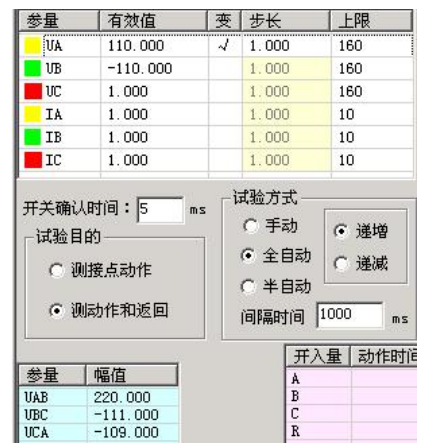 参量 有效值 变 步长 上限
UA 110.000 √ 1.000 160
UB -110.000 1.000 160
UC 1.000 1.000 160
IA 1.000 1.000 10
IB 1.000 1.000 10
IC 1.000 1.000 10
开关确认时间：5 ms
试验目的
测接点动作
测动作和返回
试验方式
手动
全自动
半自动
递增
递减
间隔时间 1000 ms
参量 幅值
UAB 220.000
UBC -111.000
UCA -109.000
开入量 动作时间
A
B
C
R